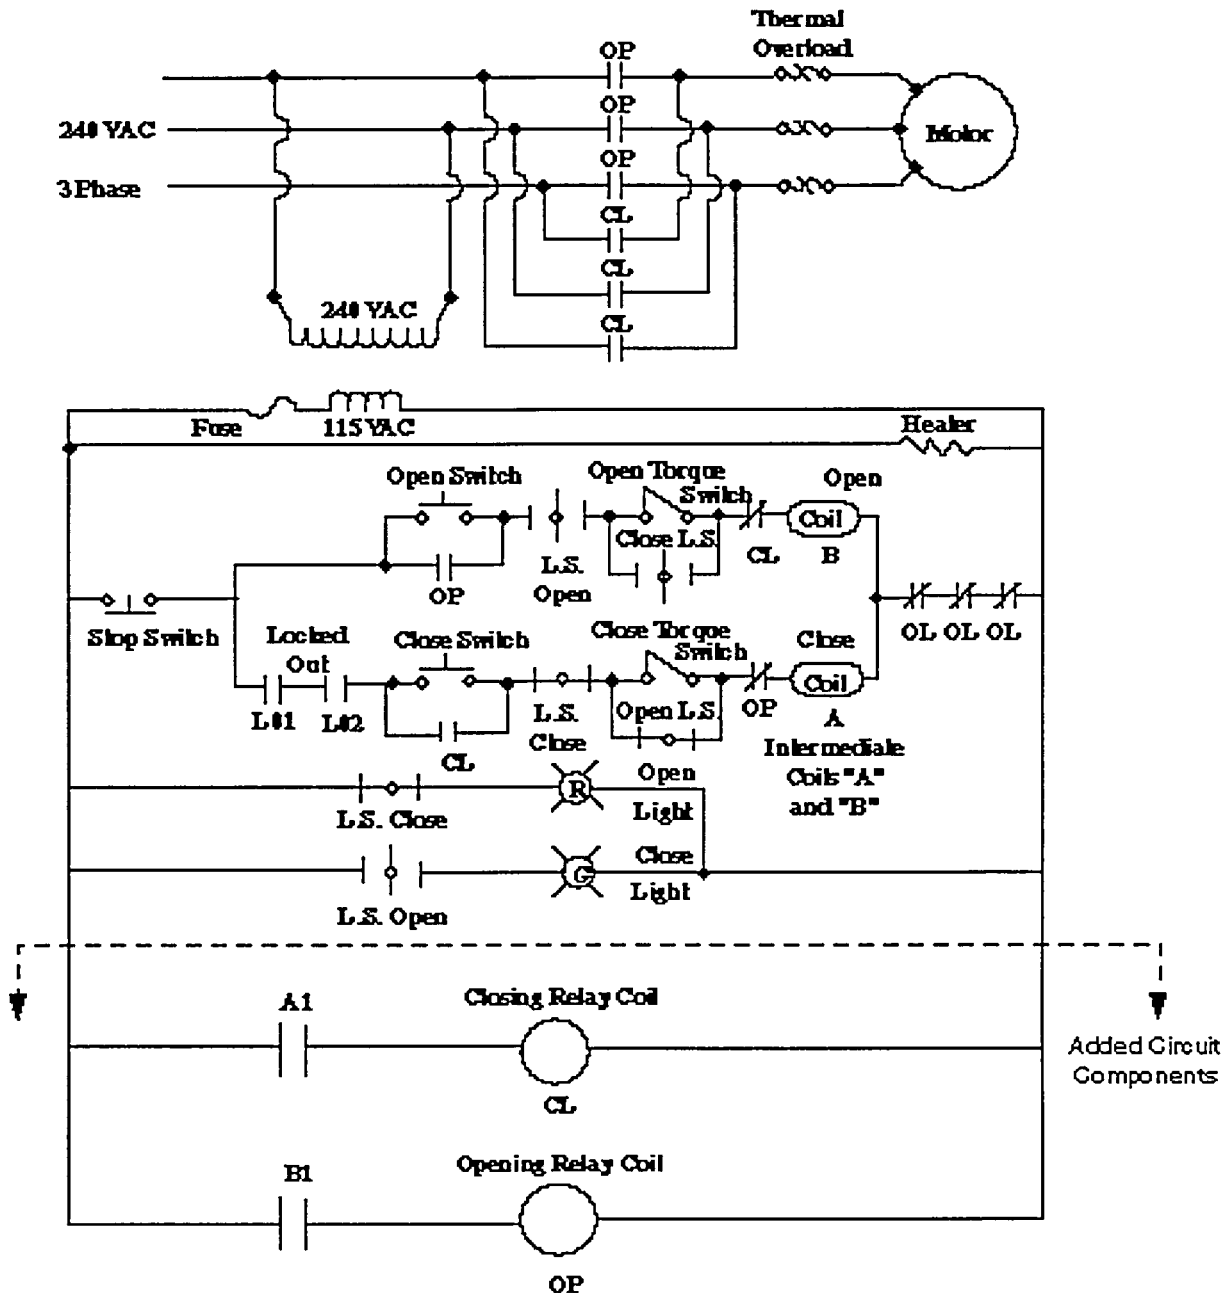 Thermal
Overload
OP
OP
240 VAC
Motor
OP
3 Phase
CL
CL
240 VAC
CL
Fuse
115 VAC
Heater
Open Switch
Open Torque
Switch
Open
Coil
Close L.S.
CL
B
L.S.
Open
OP
Stop Switch
OL OL OL
Locked
Out
Close Switch
Close Torque
Switch
Close
Coil
L01
L02
L.S.
Close
Open L.S.
OP
A
CL
Intermediate
Coils "A"
and "B"
R
Open
Light
L.S. Close
G
Close
Light
L.S. Open
A1
Closing Relay Coil
Added Circuit
Components
CL
B1
Opening Relay Coil
OP